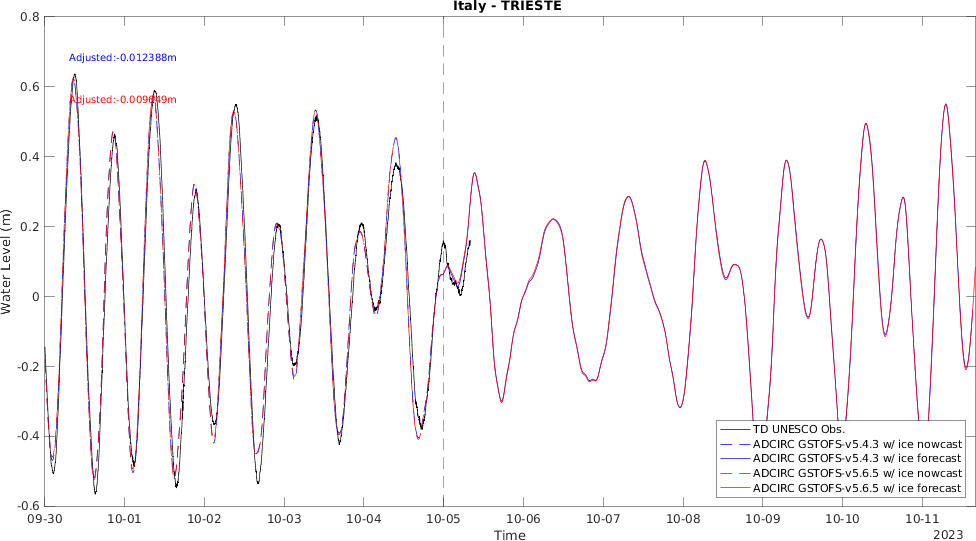 Italy - TRIESTE
Adjusted:-0.012388m
Water Level (m)
0.8
0.6
0.4
0.2
0
-0.2
-0.4
-0.6
09-30
10-01
10-02
10-03
10-04
10-05
10-06
10-07
10-08
10-09
10-10
10-11
Time
2023
TD UNESCO Obs.
ADCIRC GSTOFS-v5.4.3 w/ ice nowcast
ADCIRC GSTOFS-v5.4.3 w/ ice forecast
ADCIRC GSTOFS-v5.6.5 w/ ice nowcast
ADCIRC GSTOFS-v5.6.5 w/ ice forecast